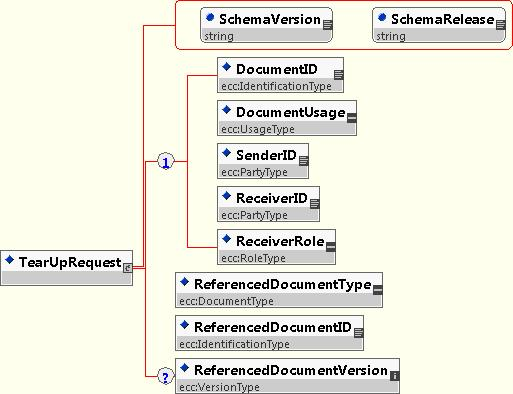 SchemaVersion
string
SchemaRelease
string
DocumentID
ecc:IdentificationType
DocumentUsage
ecc:UsageType
1
SenderID
ecc:PartyType
ReceiverID
ecc:PartyType
ReceiverRole
ecc:RoleType
TearUpRequest
ReferencedDocumentType
ecc:DocumentType
ReferencedDocumentID
ecc:IdentificationType
?
ReferencedDocumentVersion
ecc:VersionType